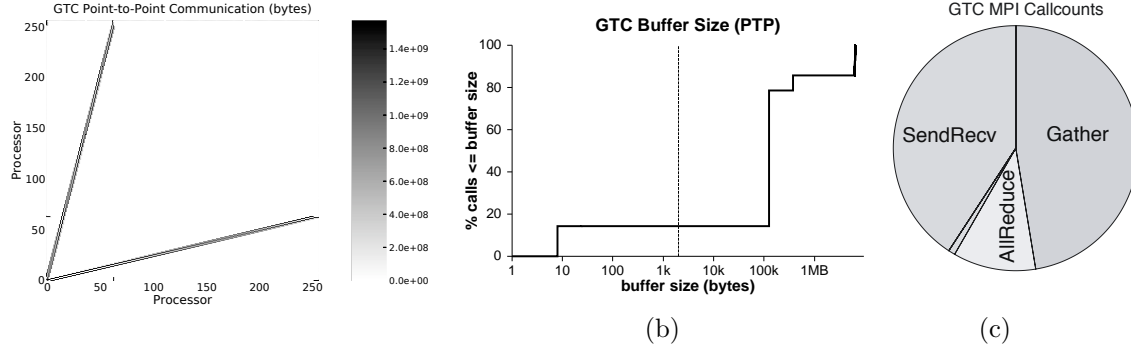 GTC Point-to-Point Communication (bytes)
250
200
150
100
50
0
Processor
0 50 100 150 200 250
Processor
1.4e+09
1.2e+09
1.0e+09
8.0e+08
6.0e+08
4.0e+08
2.0e+08
0.0e+00
GTC Buffer Size (PTP)
% calls <= buffer size
100
80
60
40
20
0
1 10 100 1k 10k 100k 1MB
buffer size (bytes)
(b)
GTC MPI Callcounts
SendRecv
Gather
AllReduce
(c)